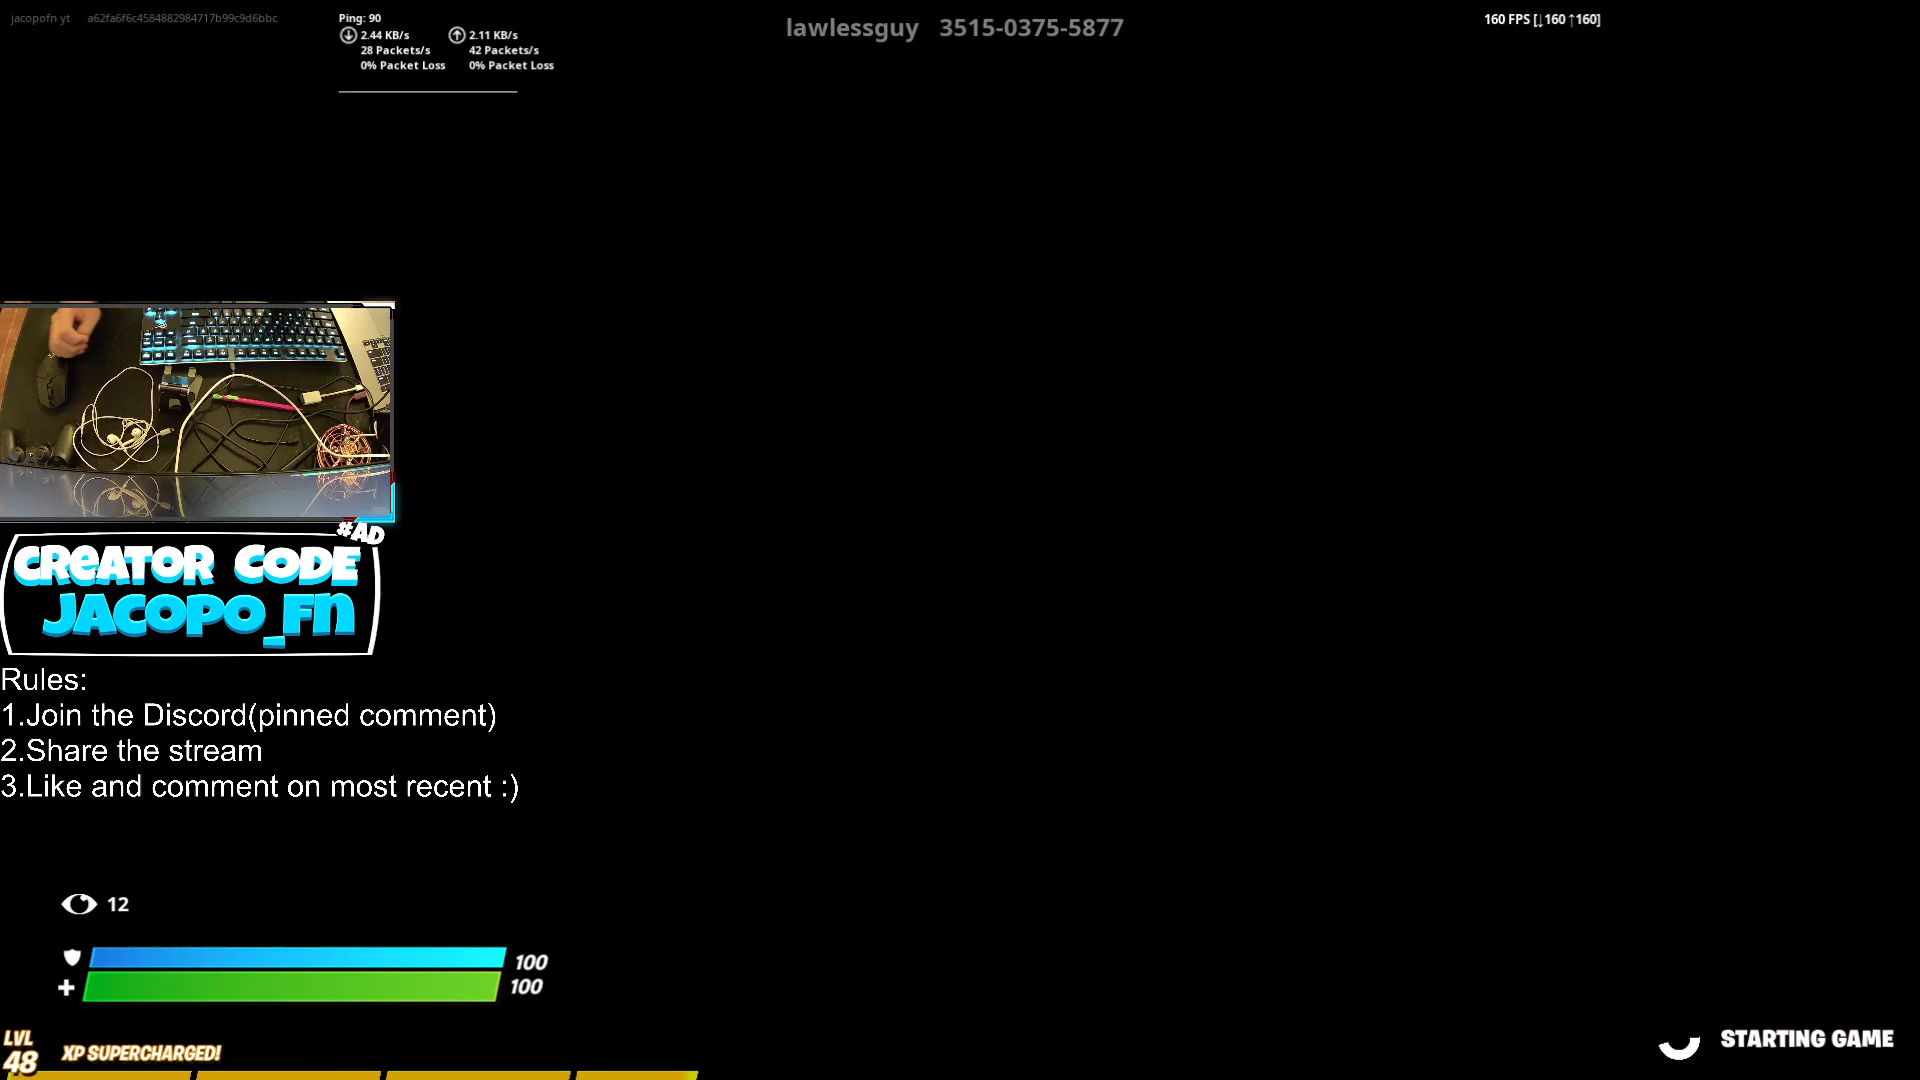 jacopofn yt a62fa6f6c4584882984717b99c9d6bbc
Ping: 90
2.44 KB/s 2.11 KB/s
28 Packets/s 42 Packets/s
0% Packet Loss 0% Packet Loss
lawlessguy 3515-0375-5877
160 FPS [↓160 ↑160]
#AD
CREATOR CODE
JACOPO_FN
Rules:
1.Join the Discord(pinned comment)
2.Share the stream
3.Like and comment on most recent :)
12
100
100
LVL
48
XP SUPERCHARGED!
STARTING GAME